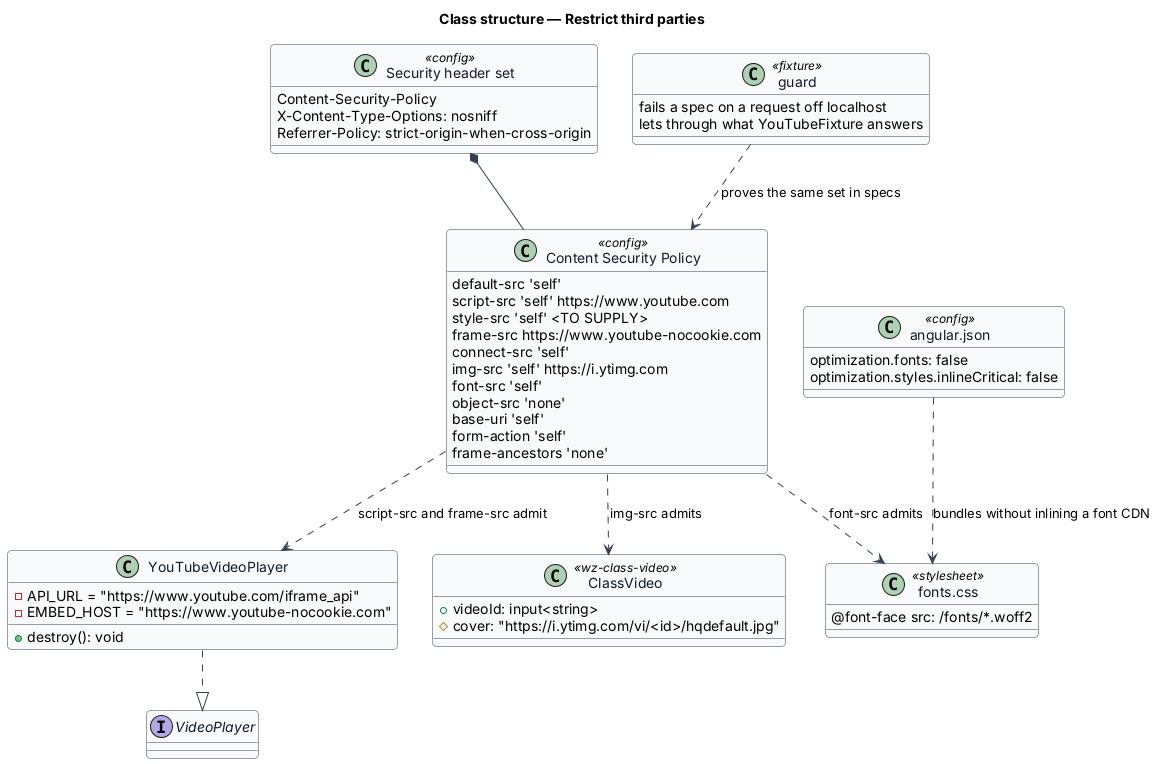 Class structure — Restrict third parties
«config»
Security header set
Content-Security-Policy
X-Content-Type-Options: nosniff
Referrer-Policy: strict-origin-when-cross-origin
«fixture»
guard
fails a spec on a request off localhost
lets through what YouTubeFixture answers
proves the same set in specs
«config»
Content Security Policy
default-src 'self'
script-src 'self' https://www.youtube.com
style-src 'self' <TO SUPPLY>
frame-src https://www.youtube-nocookie.com
connect-src 'self'
img-src 'self' https://i.ytimg.com
font-src 'self'
object-src 'none'
base-uri 'self'
form-action 'self'
frame-ancestors 'none'
«config»
angular.json
optimization.fonts: false
optimization.styles.inlineCritical: false
script-src and frame-src admit
img-src admits
font-src admits
bundles without inlining a font CDN
YouTubeVideoPlayer
API_URL = "https://www.youtube.com/iframe_api"
EMBED_HOST = "https://www.youtube-nocookie.com"
destroy(): void
«wz-class-video»
ClassVideo
videoId: input<string>
cover: "https://i.ytimg.com/vi/<id>/hqdefault.jpg"
«stylesheet»
fonts.css
@font-face src: /fonts/*.woff2
VideoPlayer